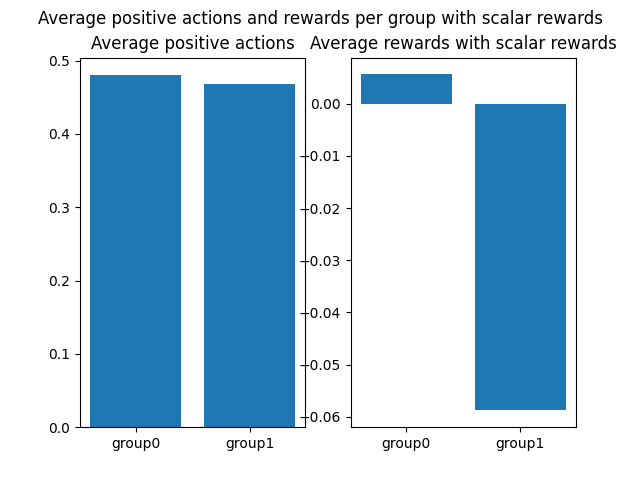 Average positive actions and rewards per group with scalar rewards
Average positive actions
0.5
0.4
0.3
0.2
0.1
0.0
group0 group1
Average rewards with scalar rewards
0.00
−0.01
−0.02
−0.03
−0.04
−0.05
−0.06
group0 group1